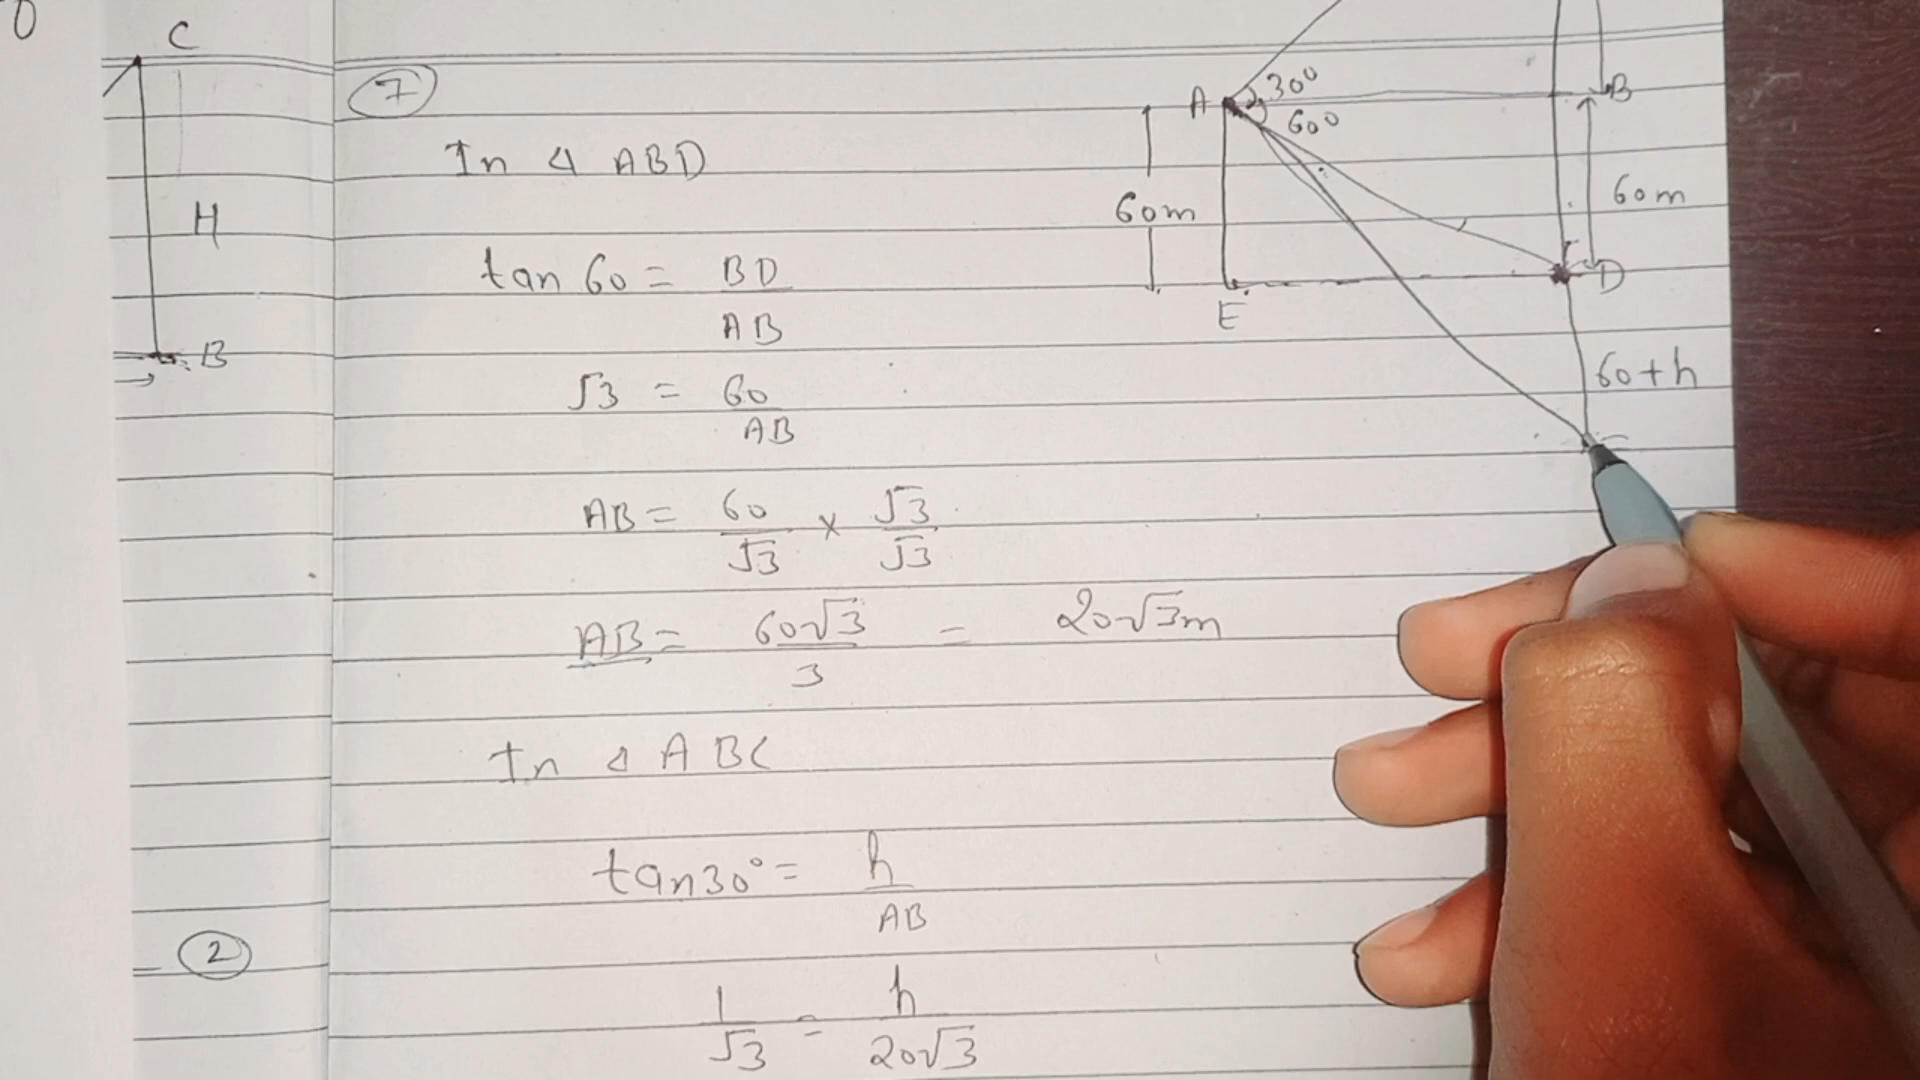 0
C
H
B
2
7
In Δ ABD
tan 60 = BD
AB
√3 = 60
AB
AB = 60 × √3
√3 √3
AB = 60√3 = 20√3m
3
In Δ ABC
tan30° = h
AB
1 = h
√3 20√3
A 30° B
60°
60m 60m
E D
60+h